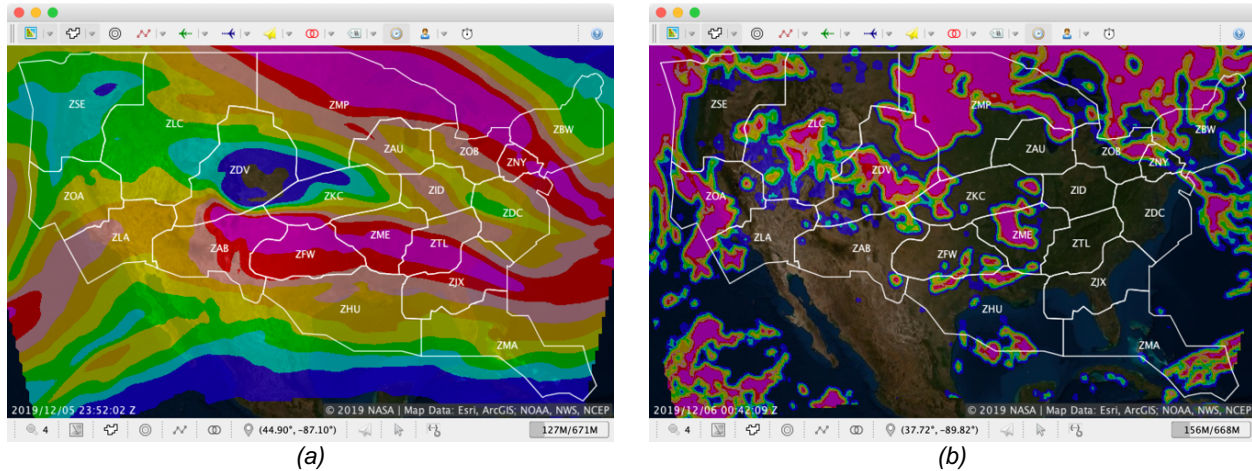 ZSE
ZMP
ZLC
ZBW
ZAU
ZOB
ZNY
ZDV
ZID
ZKC
ZOA
ZDC
ZLA
ZME
ZAB
ZFW
ZTL
ZJX
ZHU
ZMA
2019/12/05 23:52:02 Z
© 2019 NASA | Map Data: Esri, ArcGIS; NOAA, NWS, NCEP
4
(44.90°, -87.10°)
127M/671M
(a)
ZSE
ZMP
ZLC
ZBW
ZAU
ZOB
ZNY
ZDV
ZID
ZKC
ZOA
ZDC
ZLA
ZME
ZAB
ZFW
ZTL
ZJX
ZHU
ZMA
2019/12/06 00:42:09 Z
© 2019 NASA | Map Data: Esri, ArcGIS; NOAA, NWS, NCEP
4
(37.72°, -89.82°)
156M/668M
(b)